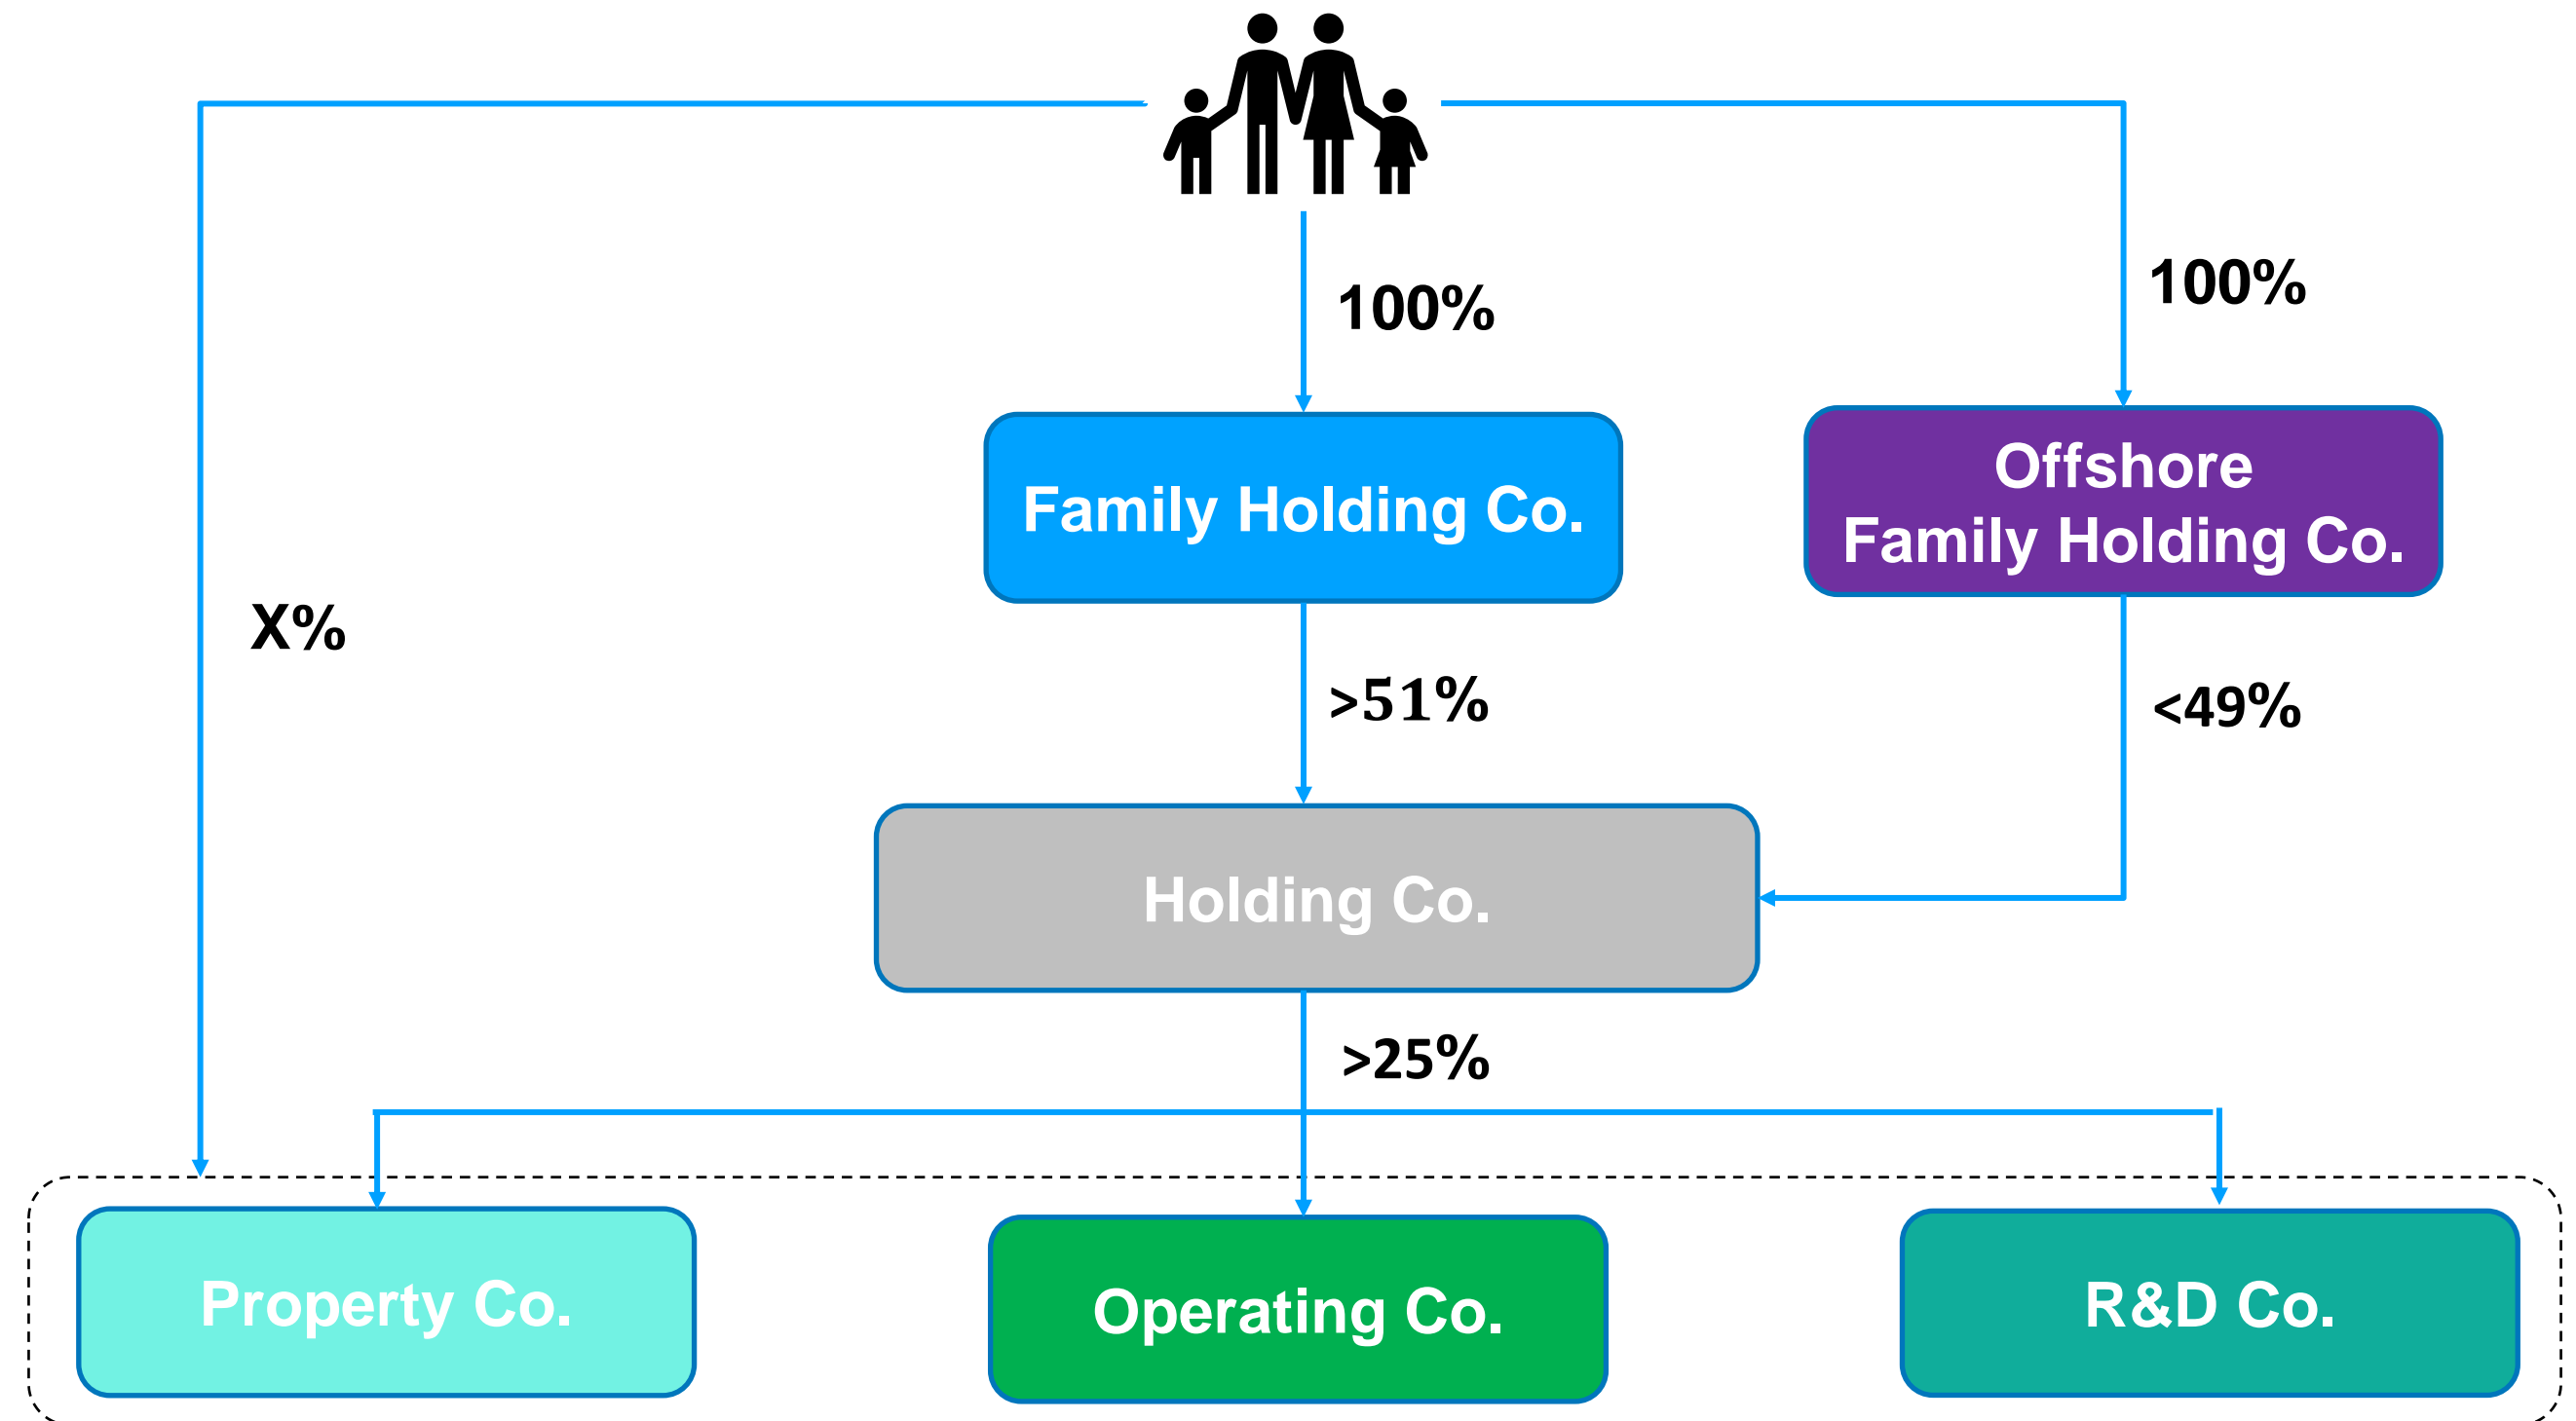 100%
100%
Offshore
Family Holding Co.
Family Holding Co.
X%
>51%
<49%
Holding Co.
>25%
Property Co.
Operating Co.
R&D Co.